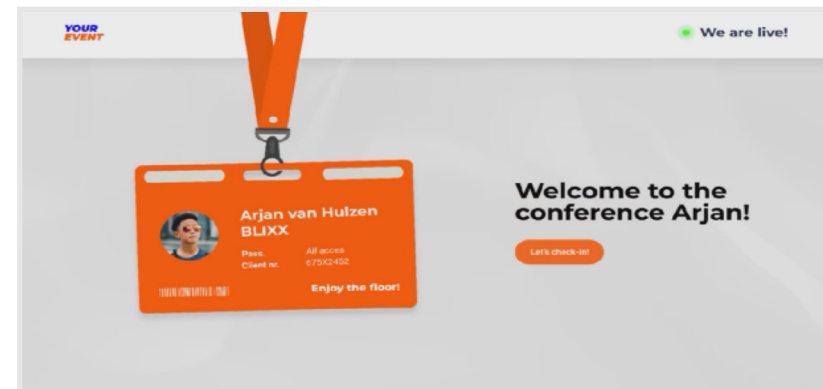 YOUR
EVENT
We are live!
Arjan van Hulzen
BLIXX
Pass. All acces
Client nr.
Enjoy the floor!
Welcome to the
conference Arjan!
Let's check-in!